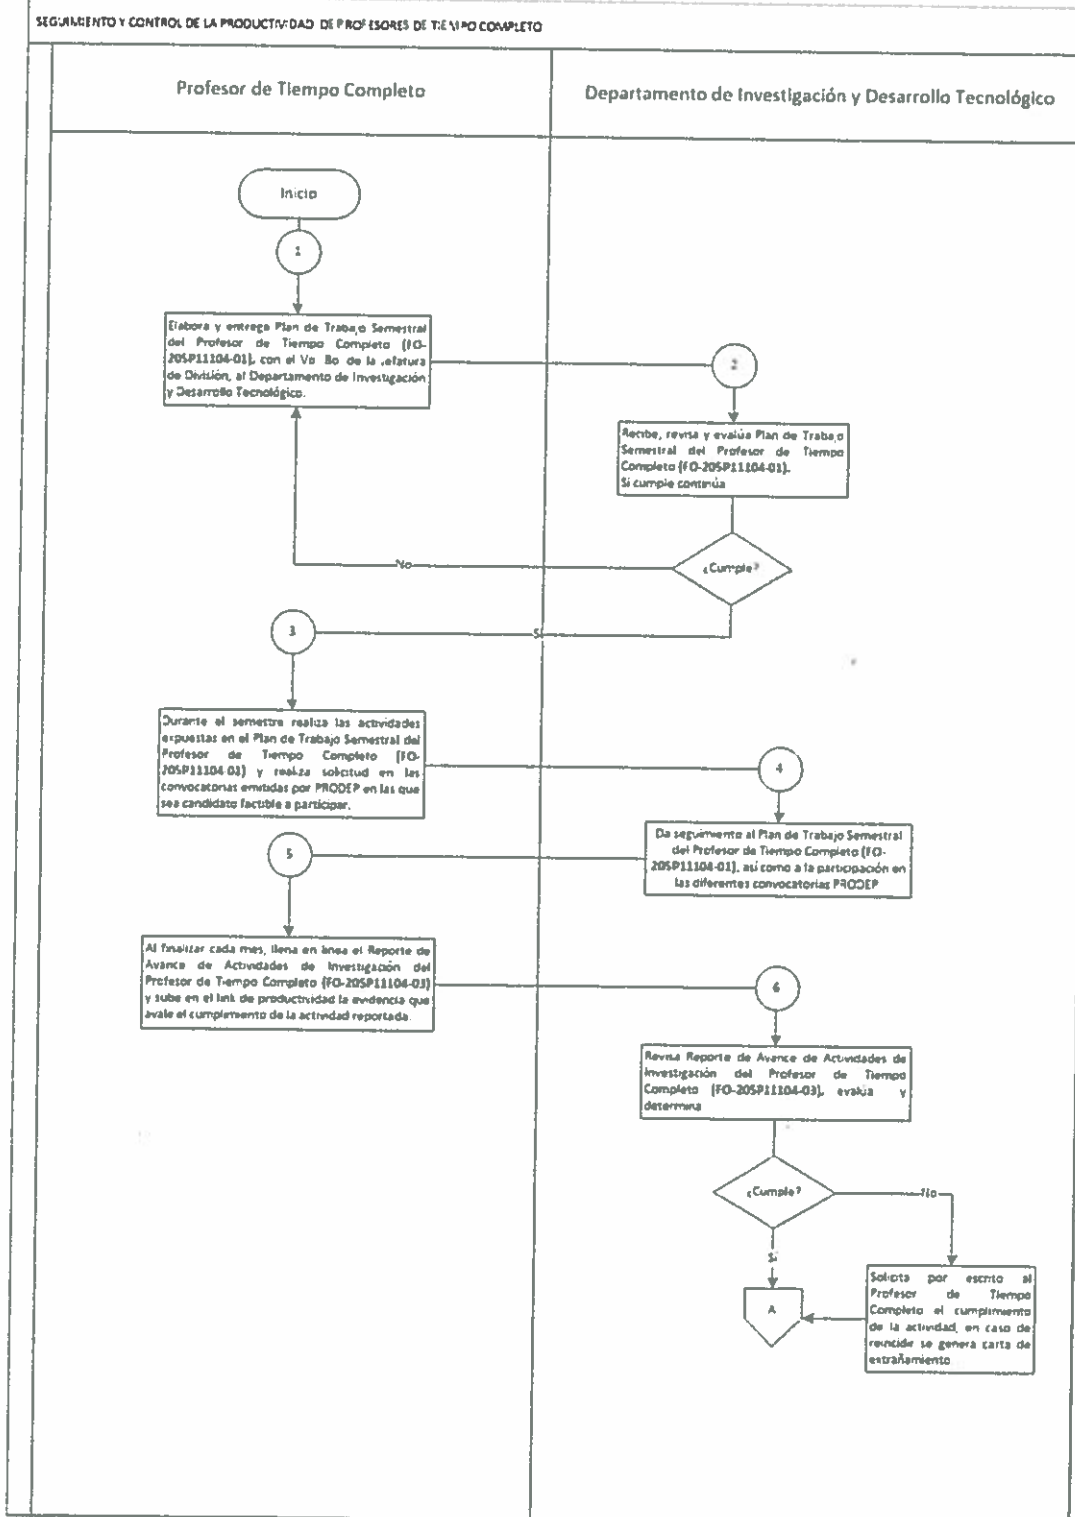 SEGUIMIENTO Y CONTROL DE LA PRODUCTIVIDAD DE PROFESORES DE TIEMPO COMPLETO
Profesor de Tiempo Completo
Departamento de Investigación y Desarrollo Tecnológico
Inicio
1
Elabora y entrega Plan de Trabajo Semestral
del Profesor de Tiempo Completo (FO-
205P11104-01), con el Vo Bo de la Jefatura
de División, al Departamento de Investigación
y Desarrollo Tecnológico.
2
Recibe, revisa y evalúa Plan de Trabajo
Semestral del Profesor de Tiempo
Completo (FO-205P11104-01).
Si cumple continúa
¿Cumple?
No
Si
3
Durante el semestre realiza las actividades
expuestas en el Plan de Trabajo Semestral del
Profesor de Tiempo Completo (FO-
205P11104-01) y realiza solicitud en las
convocatorias emitidas por PRODEP en las que
sea candidato factible a participar.
4
Da seguimiento al Plan de Trabajo Semestral
del Profesor de Tiempo Completo (FO-
205P11104-01), así como a la participación en
las diferentes convocatorias PRODEP
5
Al finalizar cada mes, llena en línea el Reporte de
Avance de Actividades de Investigación del
Profesor de Tiempo Completo (FO-205P11104-03)
y sube en el link de productividad la evidencia que
avale el cumplimiento de la actividad reportada.
6
Revisa Reporte de Avance de Actividades de
Investigación del Profesor de Tiempo
Completo (FO-205P11104-03), evalúa y
determina
¿Cumple?
No
Si
A
Solicita por escrito al
Profesor de Tiempo
Completo el cumplimiento
de la actividad, en caso de
reincidir se genera carta de
extrañamiento.